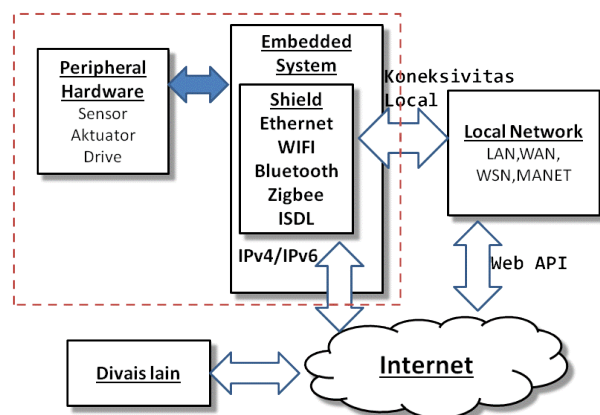 Peripheral
Hardware
Sensor
Aktuator
Drive
Embedded
System
Shield
Ethernet
WIFI
Bluetooth
Zigbee
ISDL
IPv4/IPv6
Koneksivitas
Local
Local Network
LAN,WAN,
WSN,MANET
Web API
Divais lain
Internet